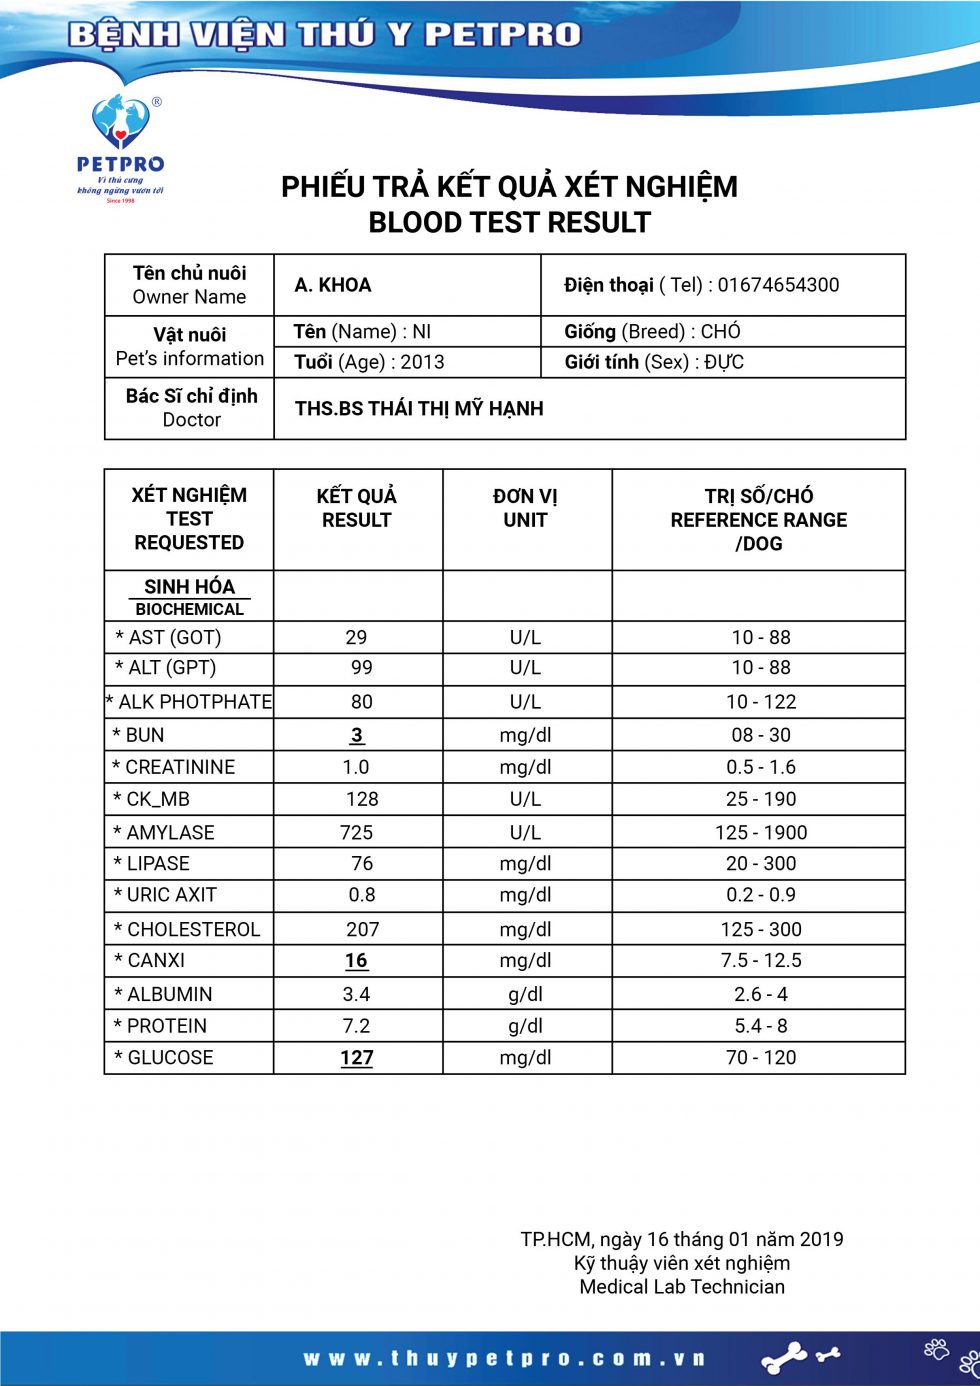 BỆNH VIỆN THÚ Y PETPRO
®
PETPRO
Vì thú cưng
không ngừng vươn tới
Since 1998
PHIẾU TRẢ KẾT QUẢ XÉT NGHIỆM
BLOOD TEST RESULT
Tên chủ nuôi
Owner Name
A. KHOA
Điện thoại ( Tel) : 01674654300
Vật nuôi
Pet's information
Tên (Name) : NI
Giống (Breed) : CHÓ
Tuổi (Age) : 2013
Giới tính (Sex) : ĐỰC
Bác Sĩ chỉ định
Doctor
THS.BS THÁI THỊ MỸ HẠNH
XÉT NGHIỆM
TEST
REQUESTED
KẾT QUẢ
RESULT
ĐƠN VỊ
UNIT
TRỊ SỐ/CHÓ
REFERENCE RANGE
/DOG
SINH HÓA
BIOCHEMICAL
* AST (GOT) 29 U/L 10 - 88
* ALT (GPT) 99 U/L 10 - 88
* ALK PHOTPHATE 80 U/L 10 - 122
* BUN 3 mg/dl 08 - 30
* CREATININE 1.0 mg/dl 0.5 - 1.6
* CK_MB 128 U/L 25 - 190
* AMYLASE 725 U/L 125 - 1900
* LIPASE 76 mg/dl 20 - 300
* URIC AXIT 0.8 mg/dl 0.2 - 0.9
* CHOLESTEROL 207 mg/dl 125 - 300
* CANXI 16 mg/dl 7.5 - 12.5
* ALBUMIN 3.4 g/dl 2.6 - 4
* PROTEIN 7.2 g/dl 5.4 - 8
* GLUCOSE 127 mg/dl 70 - 120
TP.HCM, ngày 16 tháng 01 năm 2019
Kỹ thuậy viên xét nghiệm
Medical Lab Technician
www.thuypetpro.com.vn